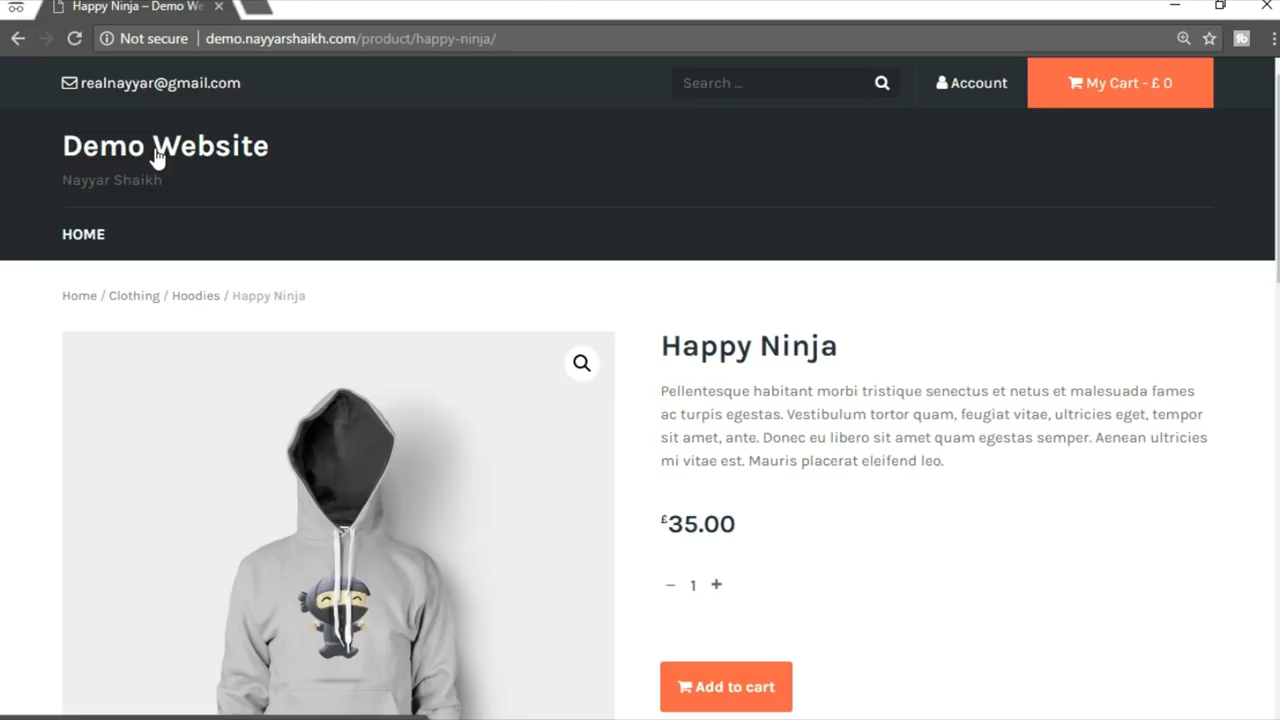 Happy Ninja – Demo We
Not secure | demo.nayyarshaikh.com/product/happy-ninja/
realnayyar@gmail.com
Search ...
Account
My Cart - £ 0
Demo Website
Nayyar Shaikh
HOME
Home / Clothing / Hoodies / Happy Ninja
Happy Ninja
Pellentesque habitant morbi tristique senectus et netus et malesuada fames
ac turpis egestas. Vestibulum tortor quam, feugiat vitae, ultricies eget, tempor
sit amet, ante. Donec eu libero sit amet quam egestas semper. Aenean ultricies
mi vitae est. Mauris placerat eleifend leo.
£35.00
− 1 +
Add to cart